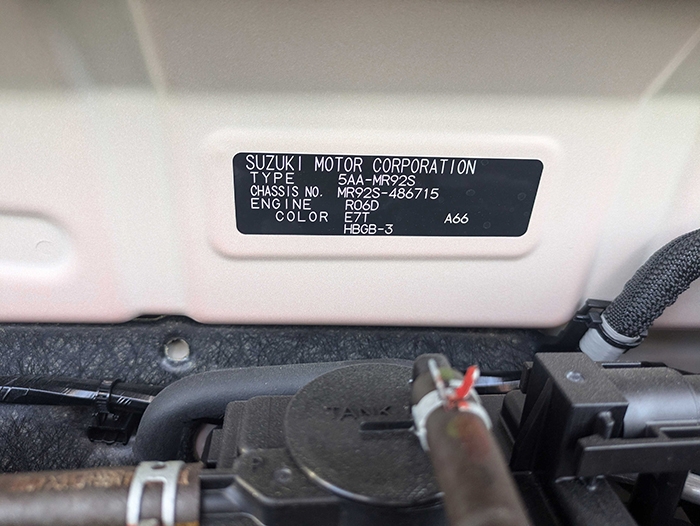 SUZUKI MOTOR CORPORATION
TYPE 5AA-MR92S
CHASSIS NO. MR92S-486715
ENGINE R06D
COLOR E7T A66
HBGB-3
TANK